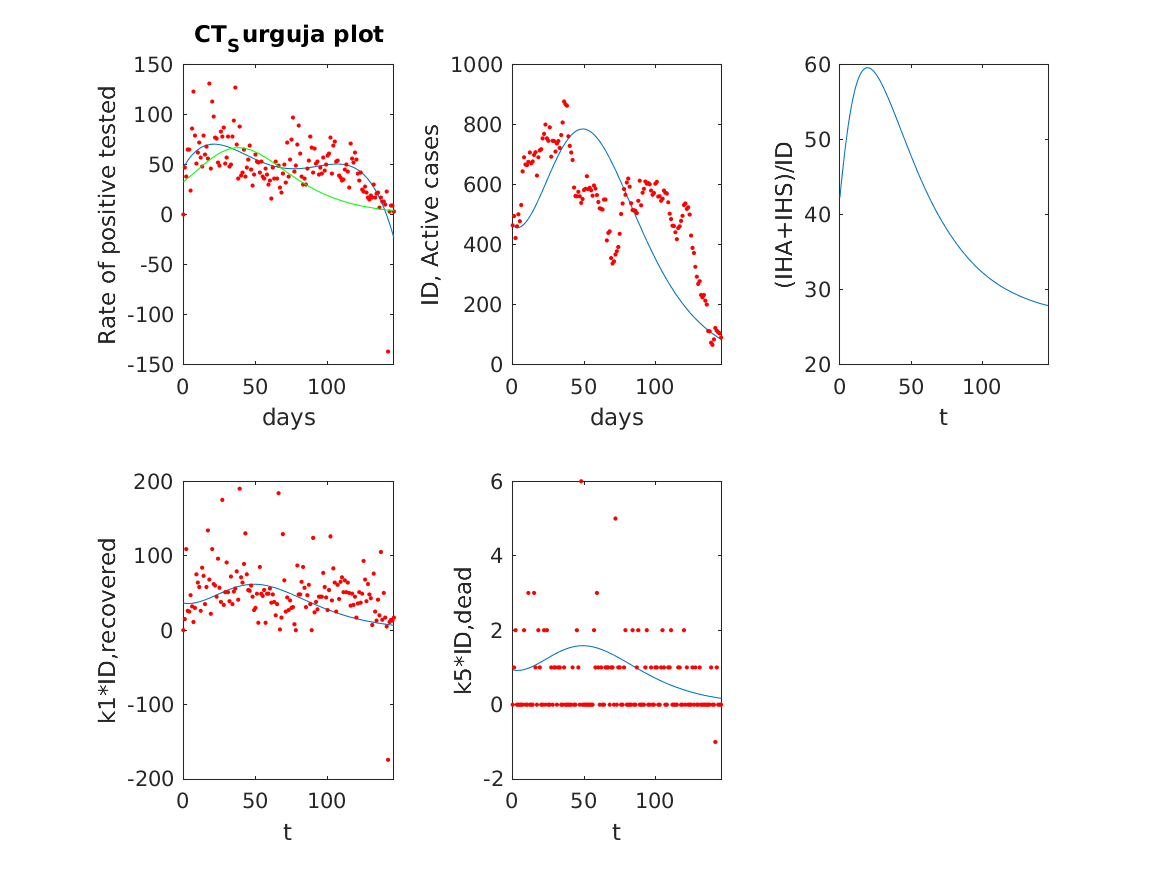 CTSurguja plot
150
100
50
0
-50
-100
-150
Rate of positive tested
0 50 100
days
1000
800
600
400
200
0
ID, Active cases
0 50 100
days
60
50
40
30
20
(IHA+IHS)/ID
0 50 100
t
200
100
0
-100
-200
k1*ID,recovered
0 50 100
t
6
4
2
0
-2
k5*ID,dead
0 50 100
t